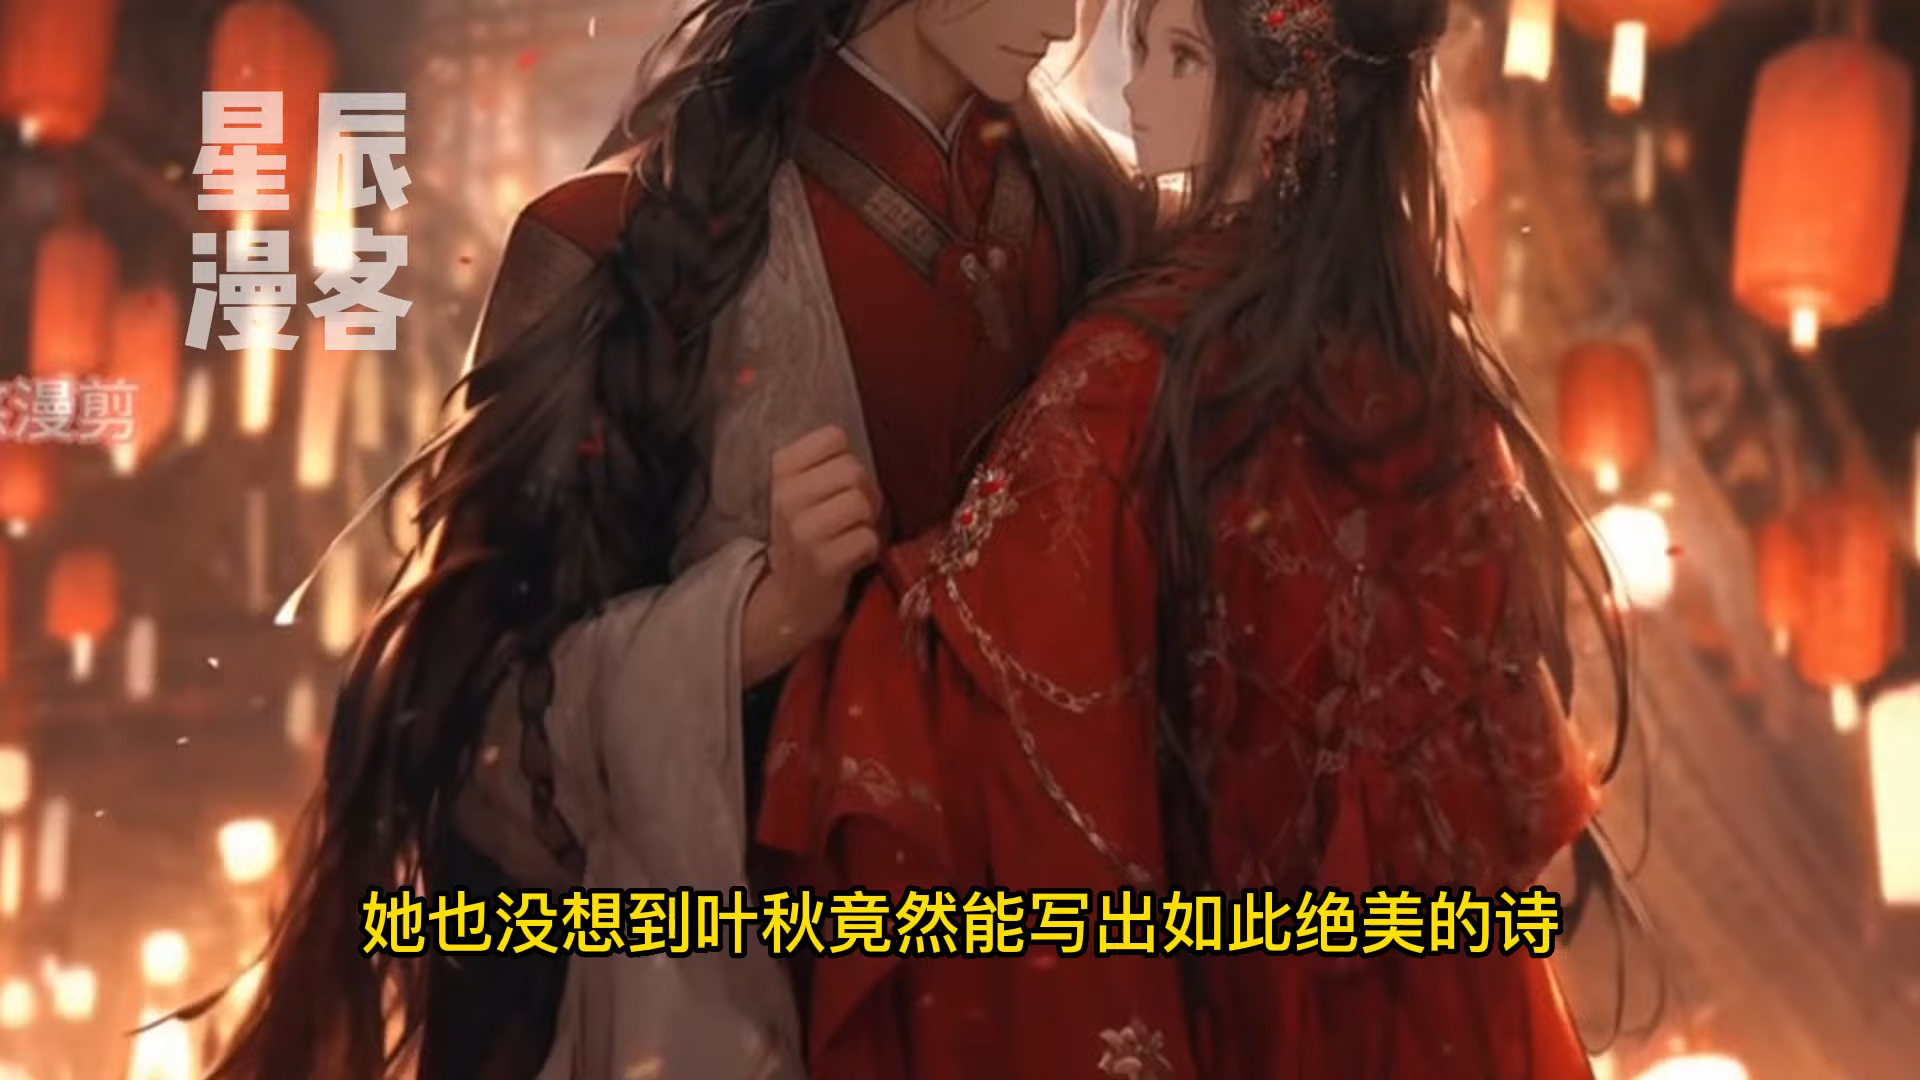 星辰
漫客
漫剪
她也没想到叶秋竟然能写出如此绝美的诗